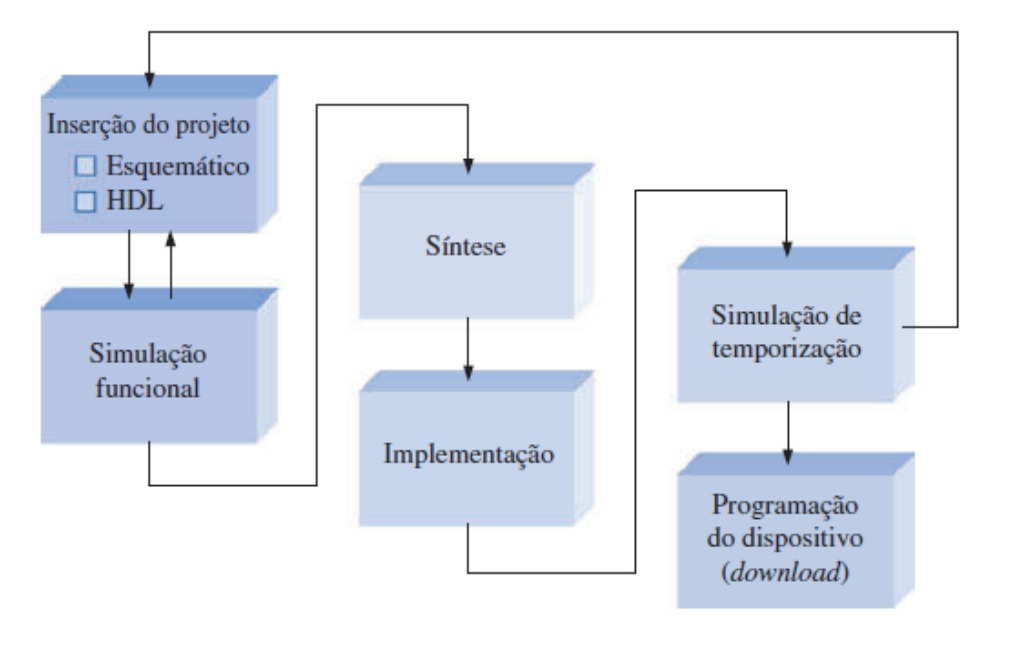 Inserção do projeto
Esquemático
HDL
Simulação
funcional
Síntese
Implementação
Simulação de
temporização
Programação
do dispositivo
(download)